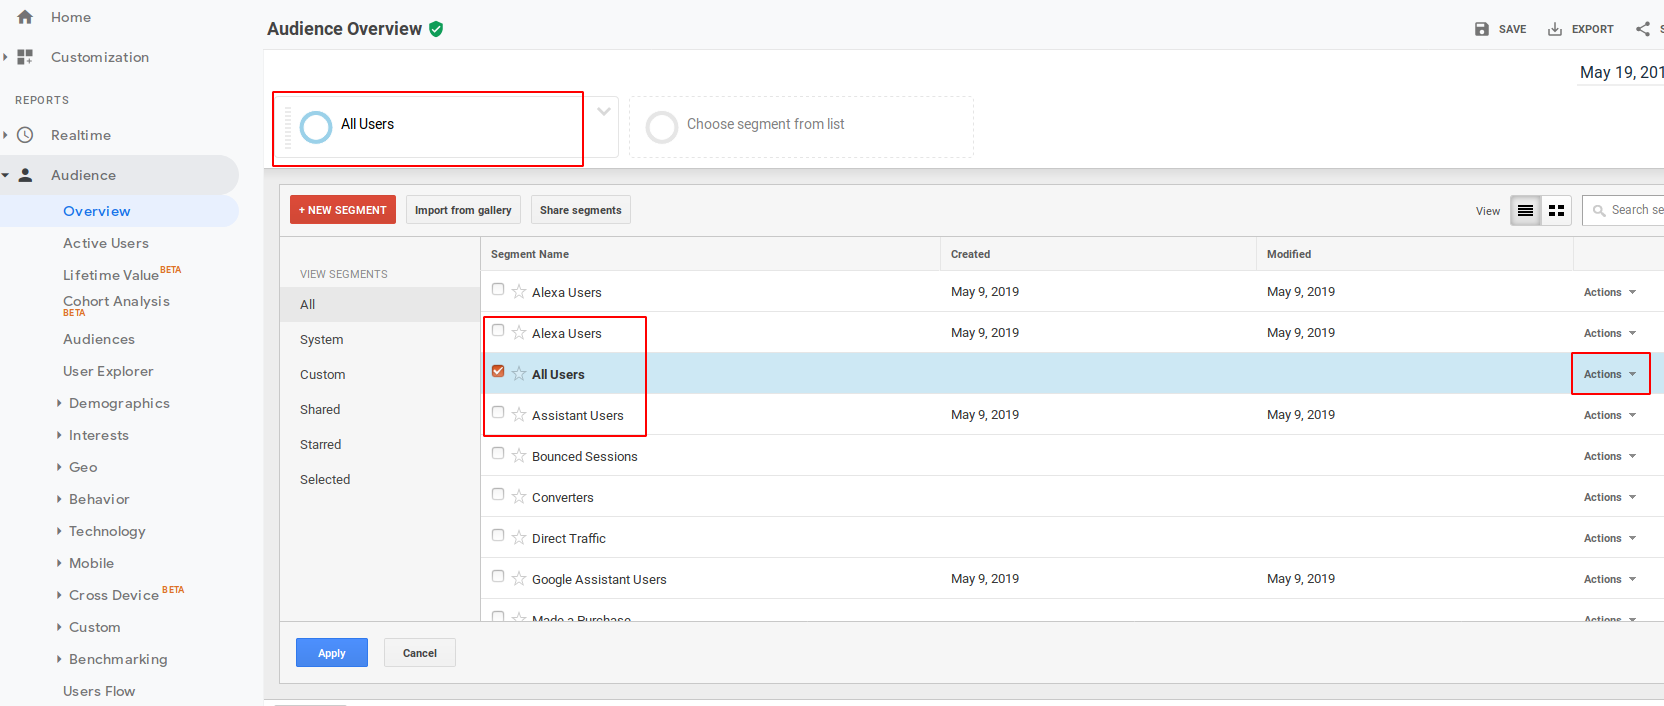 Home
Customization
REPORTS
Realtime
Audience
Overview
Active Users
Lifetime Value BETA
Cohort Analysis
BETA
Audiences
User Explorer
Demographics
Interests
Geo
Behavior
Technology
Mobile
Cross Device BETA
Custom
Benchmarking
Users Flow
Audience Overview
SAVE EXPORT
May 19, 201
All Users
Choose segment from list
+ NEW SEGMENT Import from gallery Share segments View Search se
VIEW SEGMENTS
All
System
Custom
Shared
Starred
Selected
Segment Name Created Modified
Alexa Users May 9, 2019 May 9, 2019 Actions
Alexa Users May 9, 2019 May 9, 2019 Actions
All Users Actions
Assistant Users May 9, 2019 May 9, 2019 Actions
Bounced Sessions Actions
Converters Actions
Direct Traffic Actions
Google Assistant Users May 9, 2019 May 9, 2019 Actions
Made a Purchase Actions
Apply Cancel